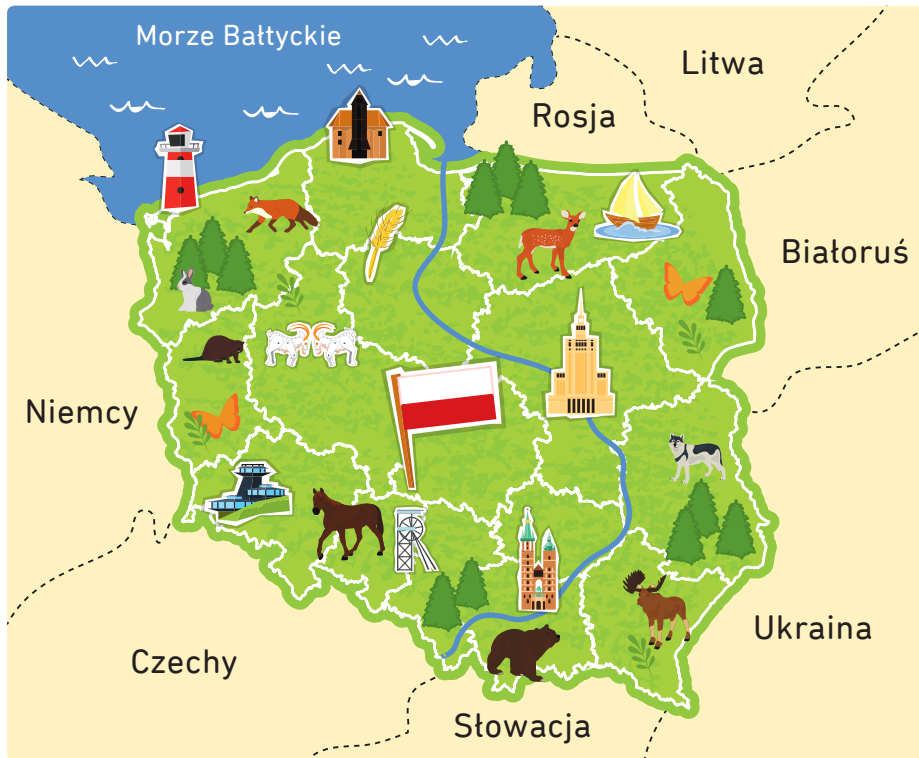 Morze Bałtyckie
Litwa
Rosja
Białoruś
Niemcy
Ukraina
Czechy
Słowacja